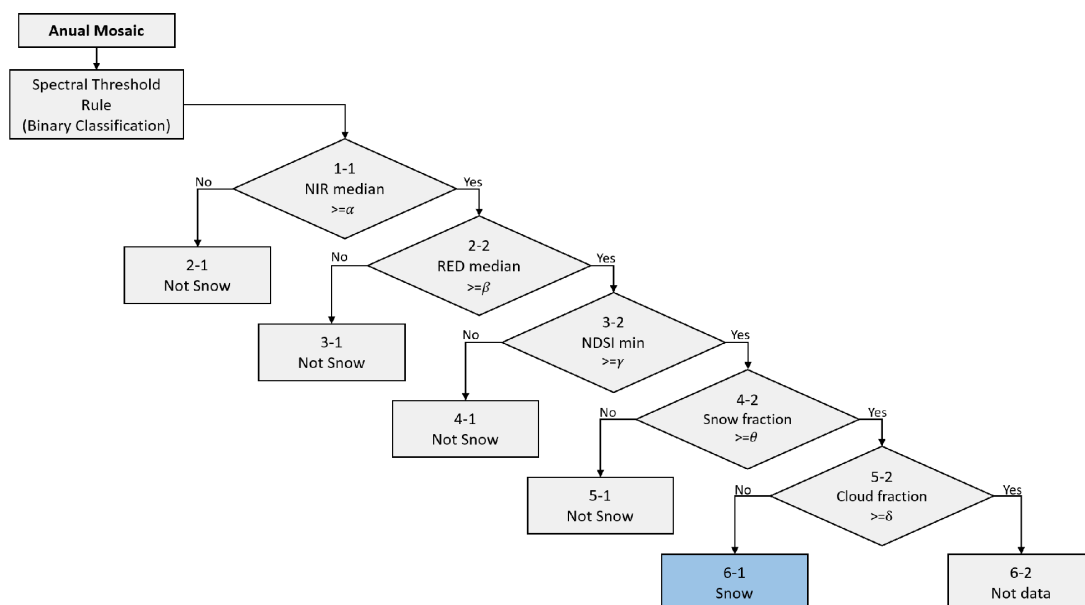 Anual Mosaic
Spectral Threshold
Rule
(Binary Classification)
1-1
NIR median
>=α
No
Yes
2-1
Not Snow
2-2
RED median
>=β
No
Yes
3-1
Not Snow
3-2
NDSI min
>=γ
No
Yes
4-1
Not Snow
4-2
Snow fraction
>=θ
No
Yes
5-1
Not Snow
5-2
Cloud fraction
>=δ
No
Yes
6-1
Snow
6-2
Not data